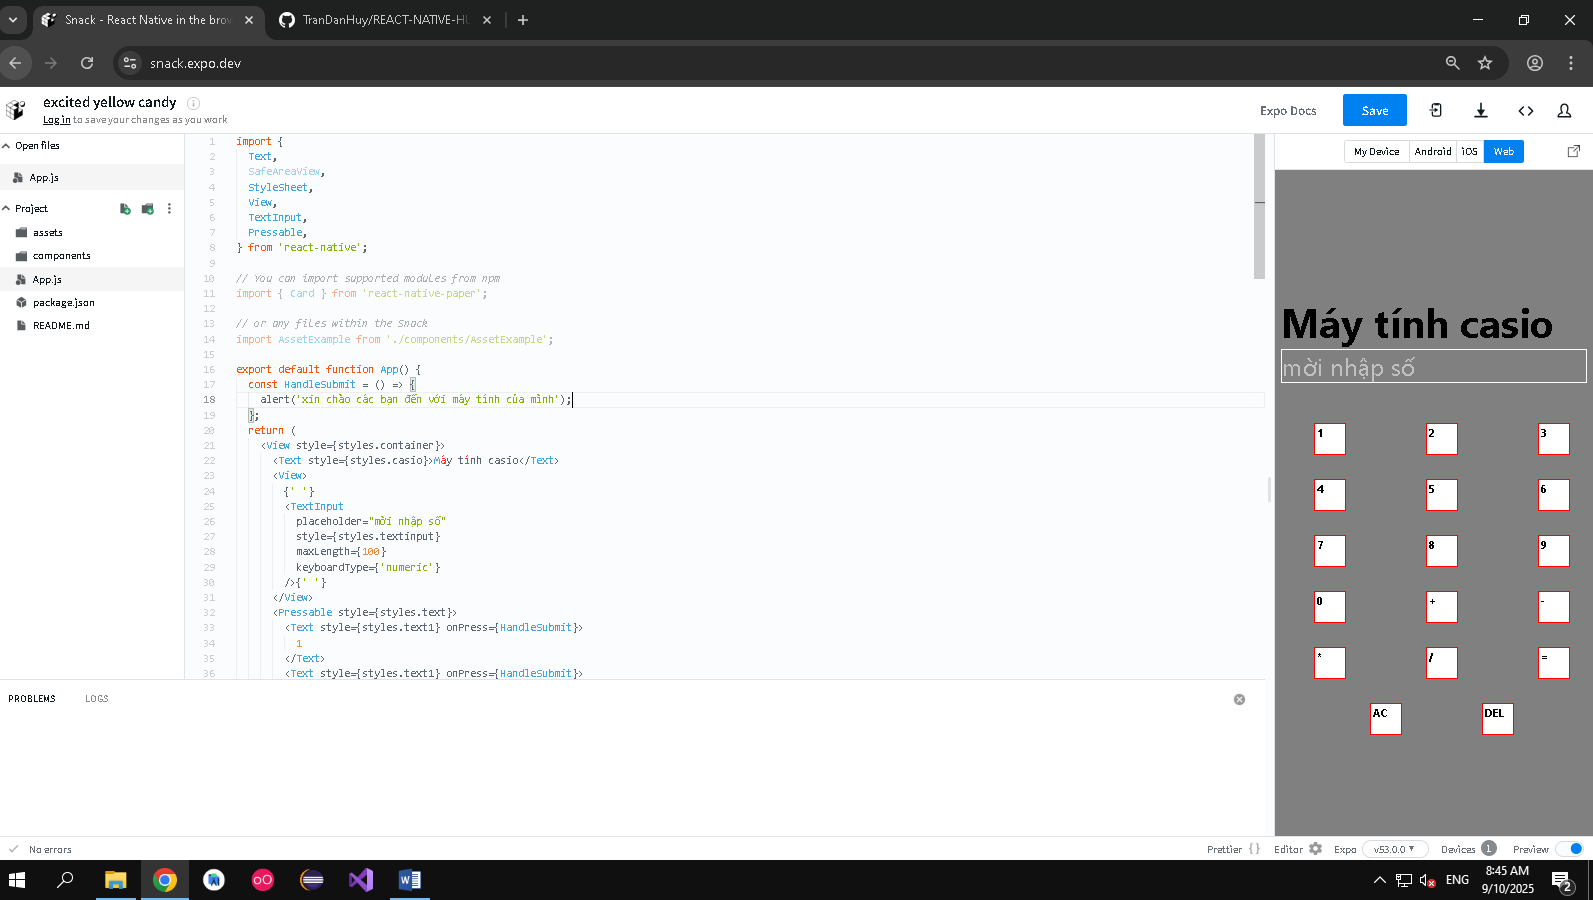 Snack - React Native in the brow
TranDanHuy/REACT-NATIVE-HU
snack.expo.dev
excited yellow candy
Log in to save your changes as you work
Expo Docs
Save
Open files
App.js
Project
assets
components
App.js
package.json
README.md
1 import {
2 Text,
3 SafeAreaView,
4 StyleSheet,
5 View,
6 TextInput,
7 Pressable,
8 } from 'react-native';
9
10 // You can import supported modules from npm
11 import { Card } from 'react-native-paper';
12
13 // or any files within the Snack
14 import AssetExample from './components/AssetExample';
15
16 export default function App() {
17 const HandleSubmit = () => {
18 alert('xin chào các bạn đến với máy tính của mình');
19 };
20 return (
21 <View style={styles.container}>
22 <Text style={styles.casio}>Máy tính casio</Text>
23 <View>
24 {' '}
25 <TextInput
26 placeholder="mời nhập số"
27 style={styles.textinput}
28 maxLength={100}
29 keyboardType={'numeric'}
30 />{' '}
31 </View>
32 <Pressable style={styles.text}>
33 <Text style={styles.text1} onPress={HandleSubmit}>
34 1
35 </Text>
36 <Text style={styles.text1} onPress={HandleSubmit}>
My Device Android iOS Web
Máy tính casio
mời nhập số
1 2 3
4 5 6
7 8 9
0 + -
* / =
AC DEL
PROBLEMS LOGS
No errors
Prettier { } Editor Expo v53.0.0 Devices 1 Preview
ENG
8:45 AM
9/10/2025
2